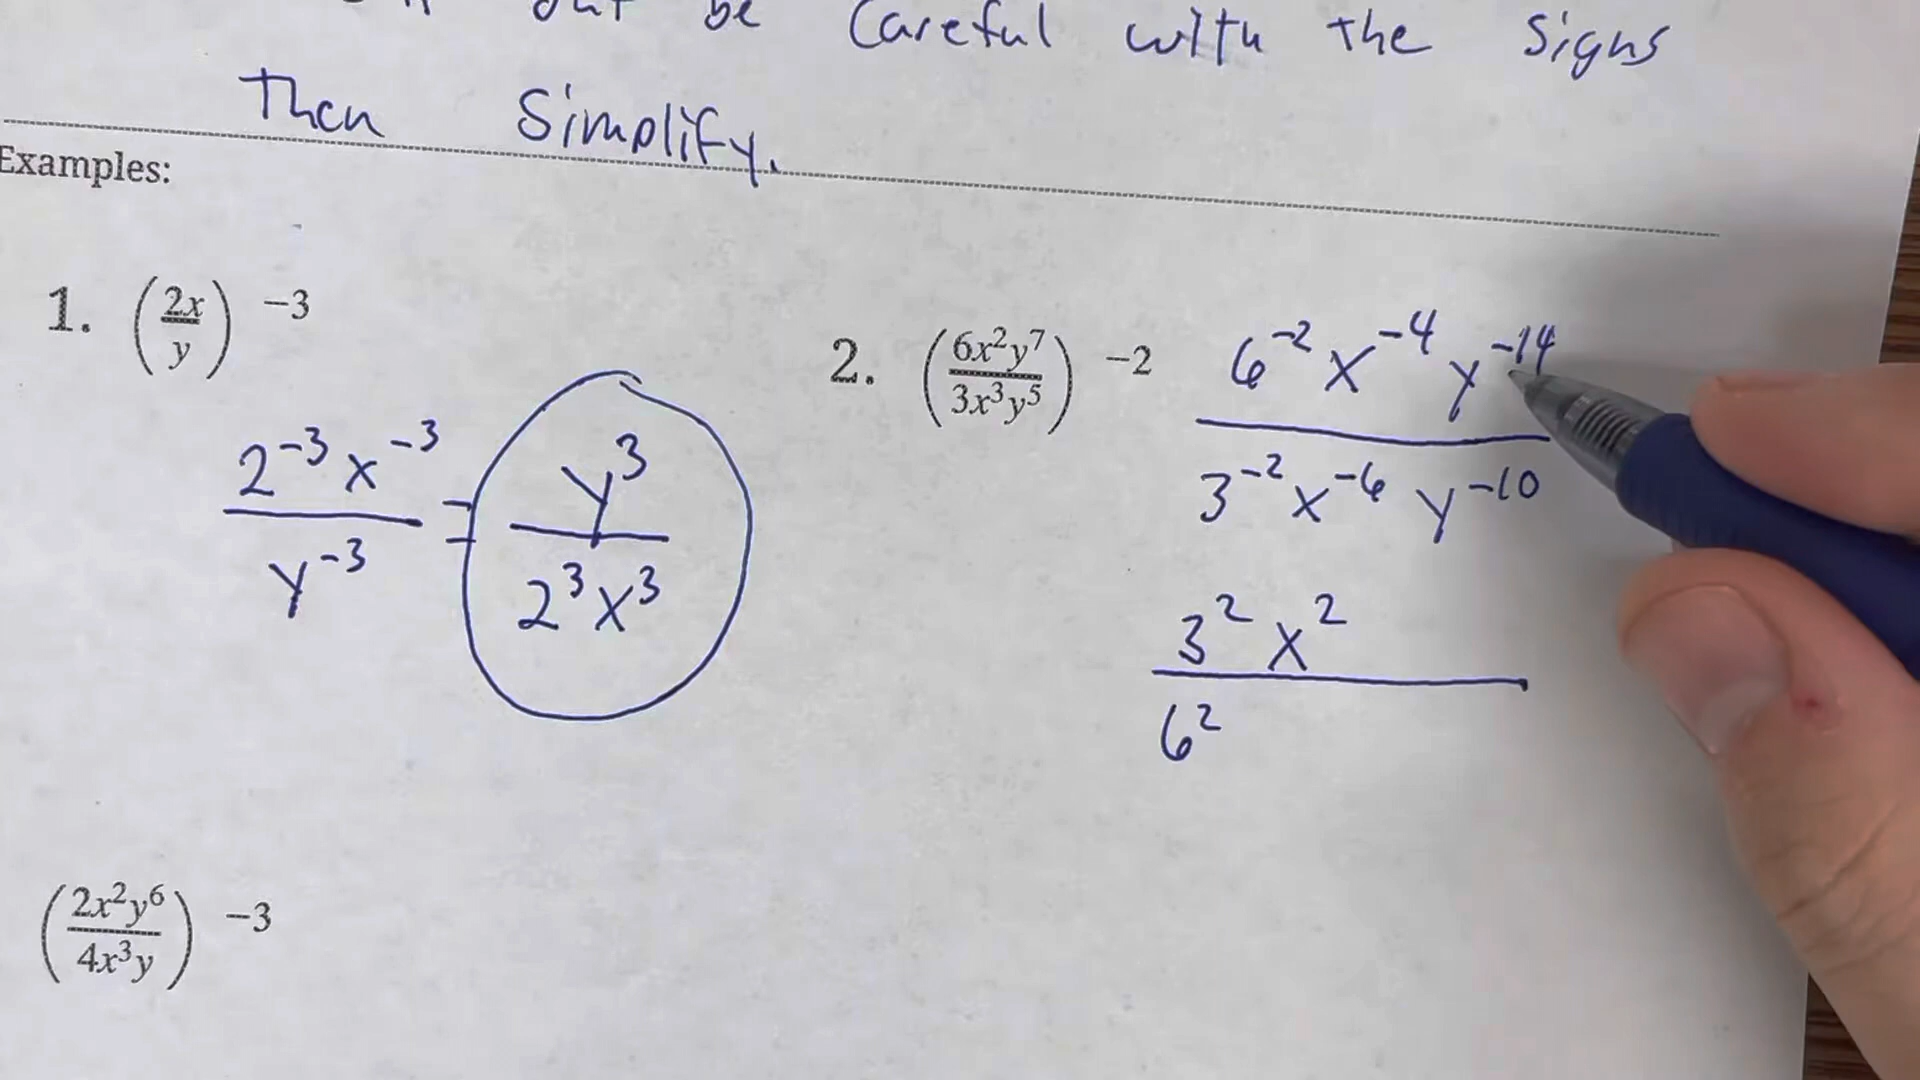 out be careful with the signs
Then Simplify.
Examples:
1. (2x/y)^-3
2^-3 x^-3 / y^-3 = y^3 / 2^3 x^3
2. (6x^2y^7/3x^3y^5)^-2
6^-2 x^-4 y^-14 / 3^-2 x^-6 y^-10
3^2 x^2 / 6^2
(2x^2y^6/4x^3y)^-3